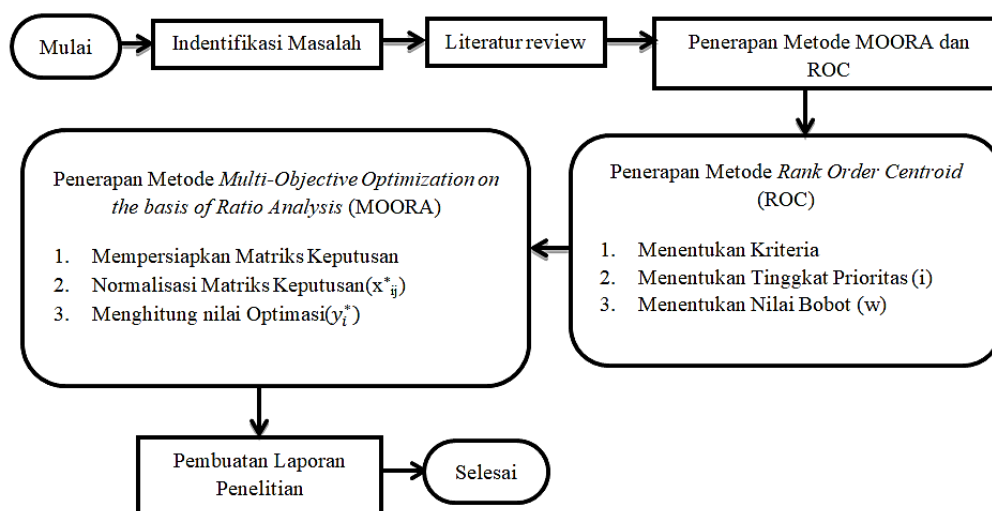 Mulai
Indentifikasi Masalah
Literatur review
Penerapan Metode MOORA dan
ROC
Penerapan Metode Rank Order Centroid
(ROC)
1. Menentukan Kriteria
2. Menentukan Tinggkat Prioritas (i)
3. Menentukan Nilai Bobot (w)
Penerapan Metode Multi-Objective Optimization on
the basis of Ratio Analysis (MOORA)
1. Mempersiapkan Matriks Keputusan
2. Normalisasi Matriks Keputusan(x*ij)
3. Menghitung nilai Optimasi(yi*)
Pembuatan Laporan
Penelitian
Selesai